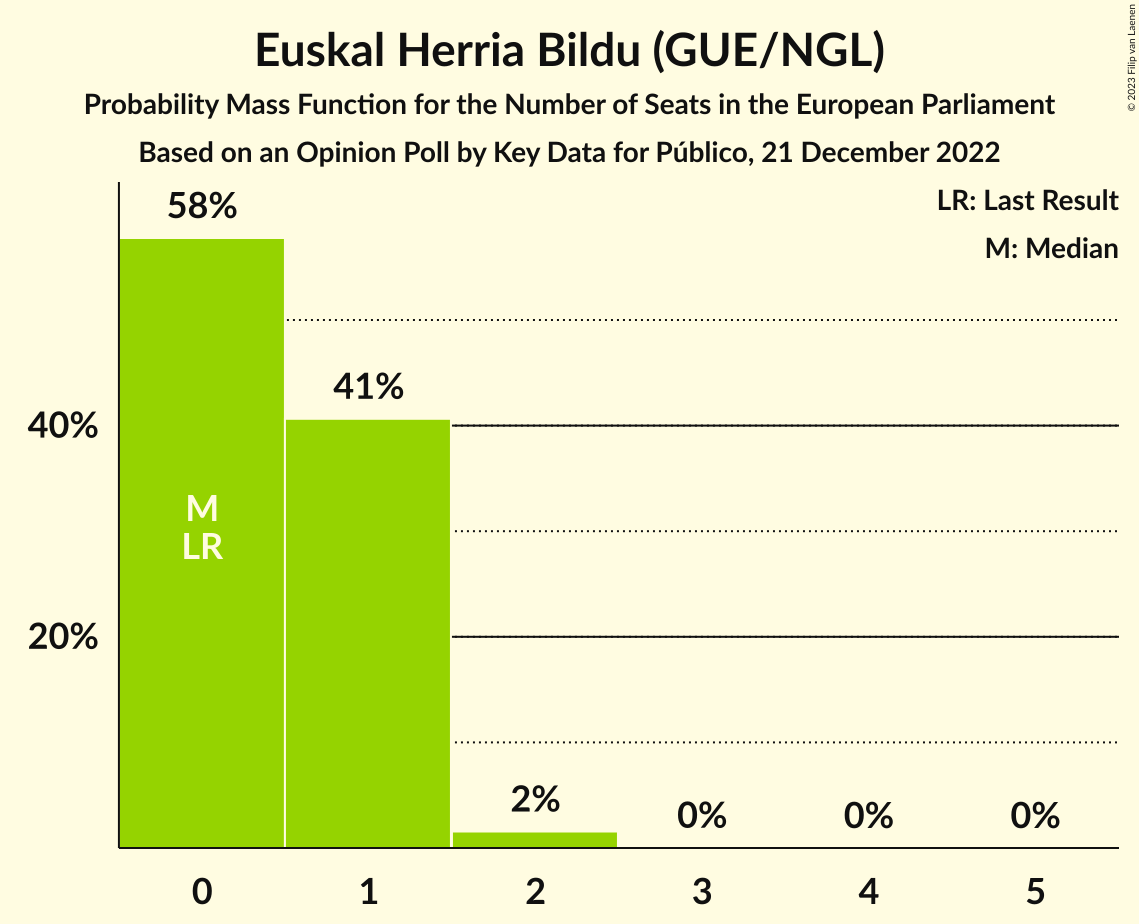 Euskal Herria Bildu (GUE/NGL)
Probability Mass Function for the Number of Seats in the European Parliament
Based on an Opinion Poll by Key Data for Público, 21 December 2022
© 2023 Filip van Laenen
LR: Last Result
M: Median
58%
41%
40%
M
LR
20%
2%
0%
0%
0%
0
1
2
3
4
5